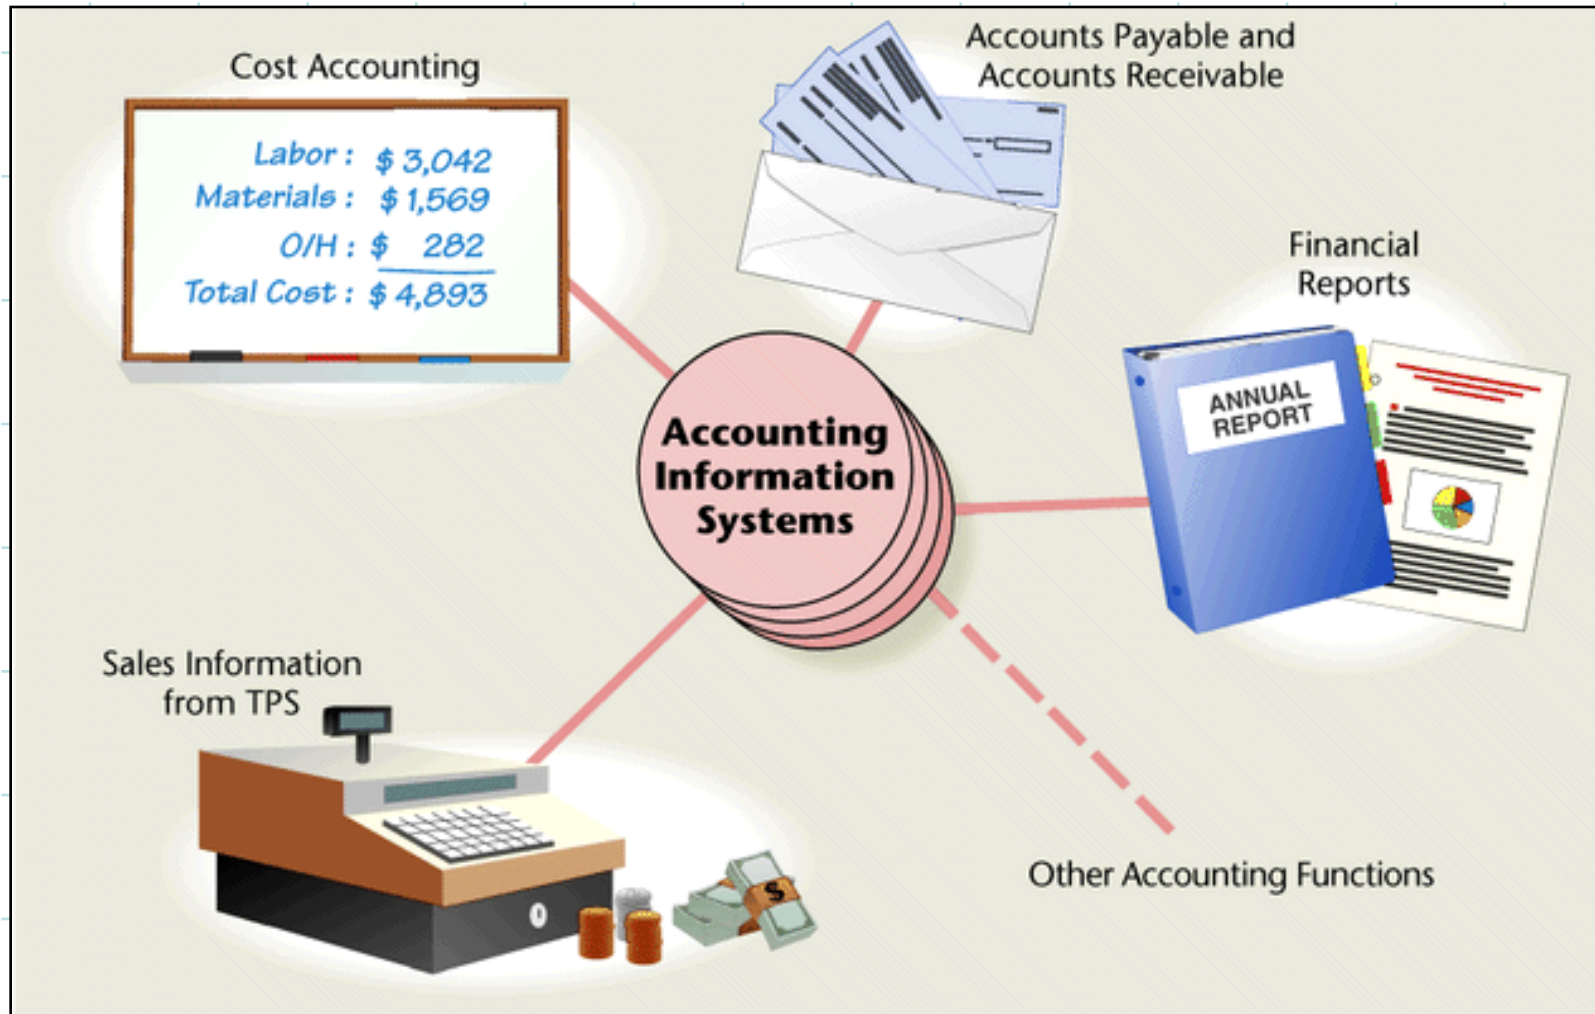 Cost Accounting
Labor : $ 3,042
Materials : $ 1,569
O/H : $ 282
Total Cost : $ 4,893
Accounts Payable and
Accounts Receivable
Financial
Reports
ANNUAL
REPORT
Accounting
Information
Systems
Sales Information
from TPS
$
Other Accounting Functions